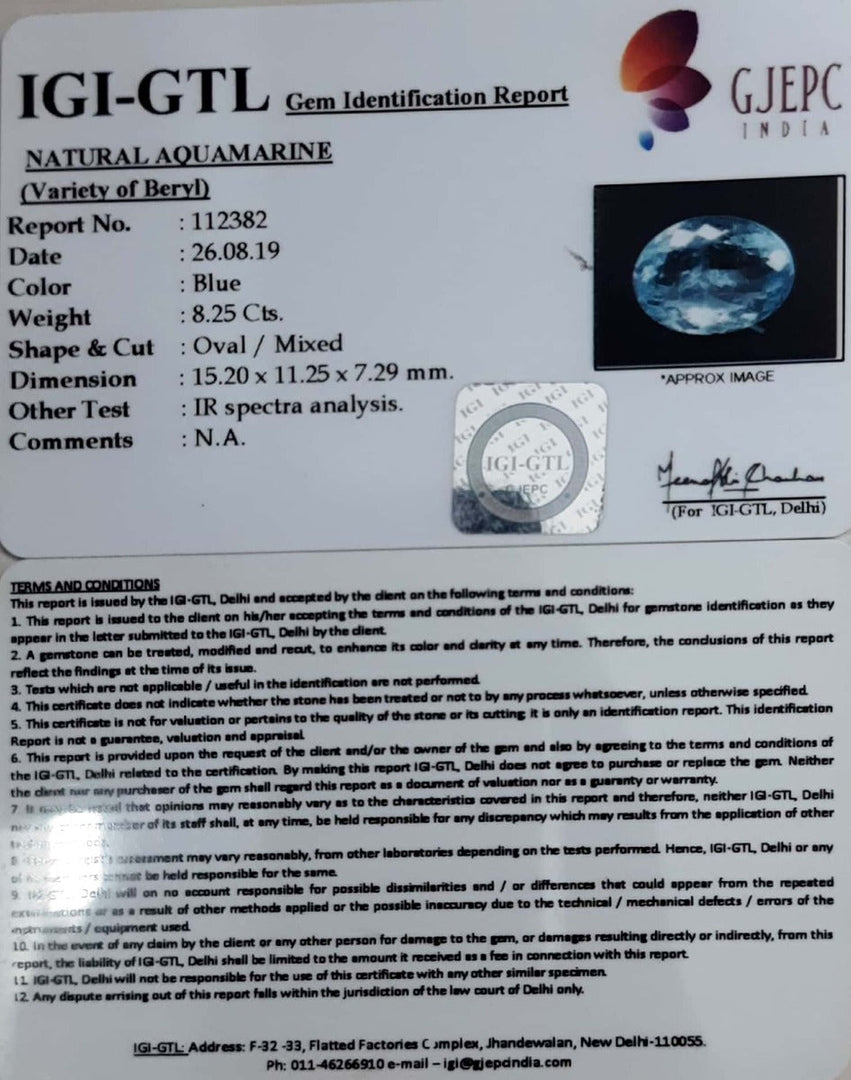 IGI-GTL Gem Identification Report
GJEPC
INDIA
NATURAL AQUAMARINE
(Variety of Beryl)
Report No. : 112382
Date : 26.08.19
Color : Blue
Weight : 8.25 Cts.
Shape & Cut : Oval / Mixed
Dimension : 15.20 x 11.25 x 7.29 mm.
Other Test : IR spectra analysis.
Comments : N.A.
*APPROX IMAGE
IGI-GTL
GJEPC
(For IGI-GTL, Delhi)
TERMS AND CONDITIONS
This report is issued by the IGI-GTL, Delhi and accepted by the client on the following terms and conditions:
1. This report is issued to the client on his/her accepting the terms and conditions of the IGI-GTL, Delhi for gemstone identification as they
appear in the letter submitted to the IGI-GTL, Delhi by the client.
2. A gemstone can be treated, modified and recut, to enhance its color and clarity at any time. Therefore, the conclusions of this report
reflect the findings at the time of its issue.
3. Tests which are not applicable / useful in the identification are not performed.
4. This certificate does not indicate whether the stone has been treated or not to by any process whatsoever, unless otherwise specified.
5. This certificate is not for valuation or pertains to the quality of the stone or its cutting; it is only an identification report. This identification
Report is not a guarantee, valuation and appraisal.
6. This report is provided upon the request of the client and/or the owner of the gem and also by agreeing to the terms and conditions of
the IGI-GTL, Delhi related to the certification. By making this report IGI-GTL, Delhi does not agree to purchase or replace the gem. Neither
the client nor any purchaser of the gem shall regard this report as a document of valuation nor as a guaranty or warranty.
7. It that opinions may reasonably vary as to the characteristics covered in this report and therefore, neither IGI-GTL, Delhi
of its staff shall, at any time, be held responsible for any discrepancy which may results from the application of other
8. assessment may vary reasonably, from other laboratories depending on the tests performed. Hence, IGI-GTL, Delhi or any
of cannot be held responsible for the same.
9. Delhi will on no account responsible for possible dissimilarities and / or differences that could appear from the repeated
examinations or as a result of other methods applied or the possible inaccuracy due to the technical / mechanical defects / errors of the
instruments / equipment used.
10. In the event of any claim by the client or any other person for damage to the gem, or damages resulting directly or indirectly, from this
report, the liability of IGI-GTL, Delhi shall be limited to the amount it received as a fee in connection with this report.
11. IGI-GTL, Delhi will not be responsible for the use of this certificate with any other similar specimen.
12. Any dispute arrising out of this report falls within the jurisdiction of the law court of Delhi only.
IGI-GTL: Address: F-32 -33, Flatted Factories Complex, Jhandewalan, New Delhi-110055.
Ph: 011-46266910 e-mail – igi@gjepcindia.com